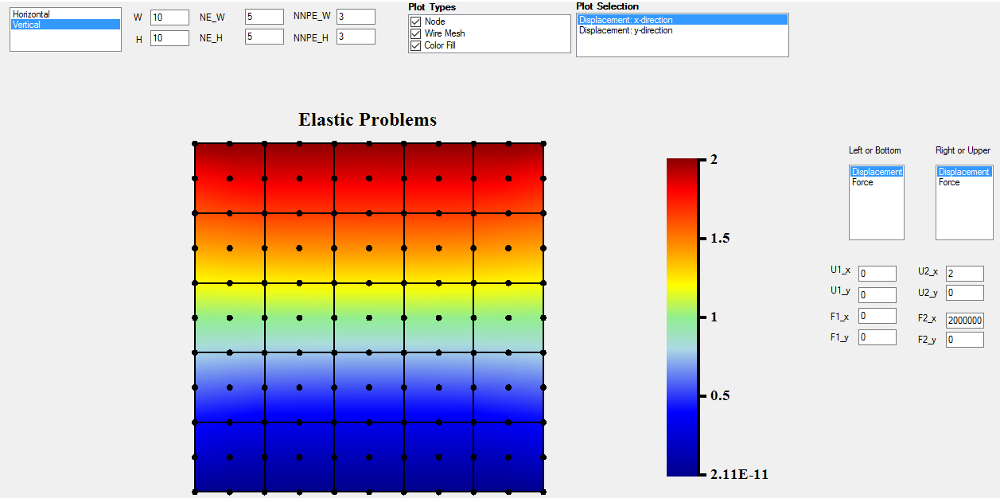 Horizontal
Vertical
W 10 NE_W 5 NNPE_W 3
H 10 NE_H 5 NNPE_H 3
Plot Types
Node
Wire Mesh
Color Fill
Plot Selection
Displacement: x-direction
Displacement: y-direction
Elastic Problems
2
1.5
1
0.5
2.11E-11
Left or Bottom
Displacement
Force
Right or Upper
Displacement
Force
U1_x 0
U1_y 0
F1_x 0
F1_y 0
U2_x 2
U2_y 0
F2_x 2000000
F2_y 0